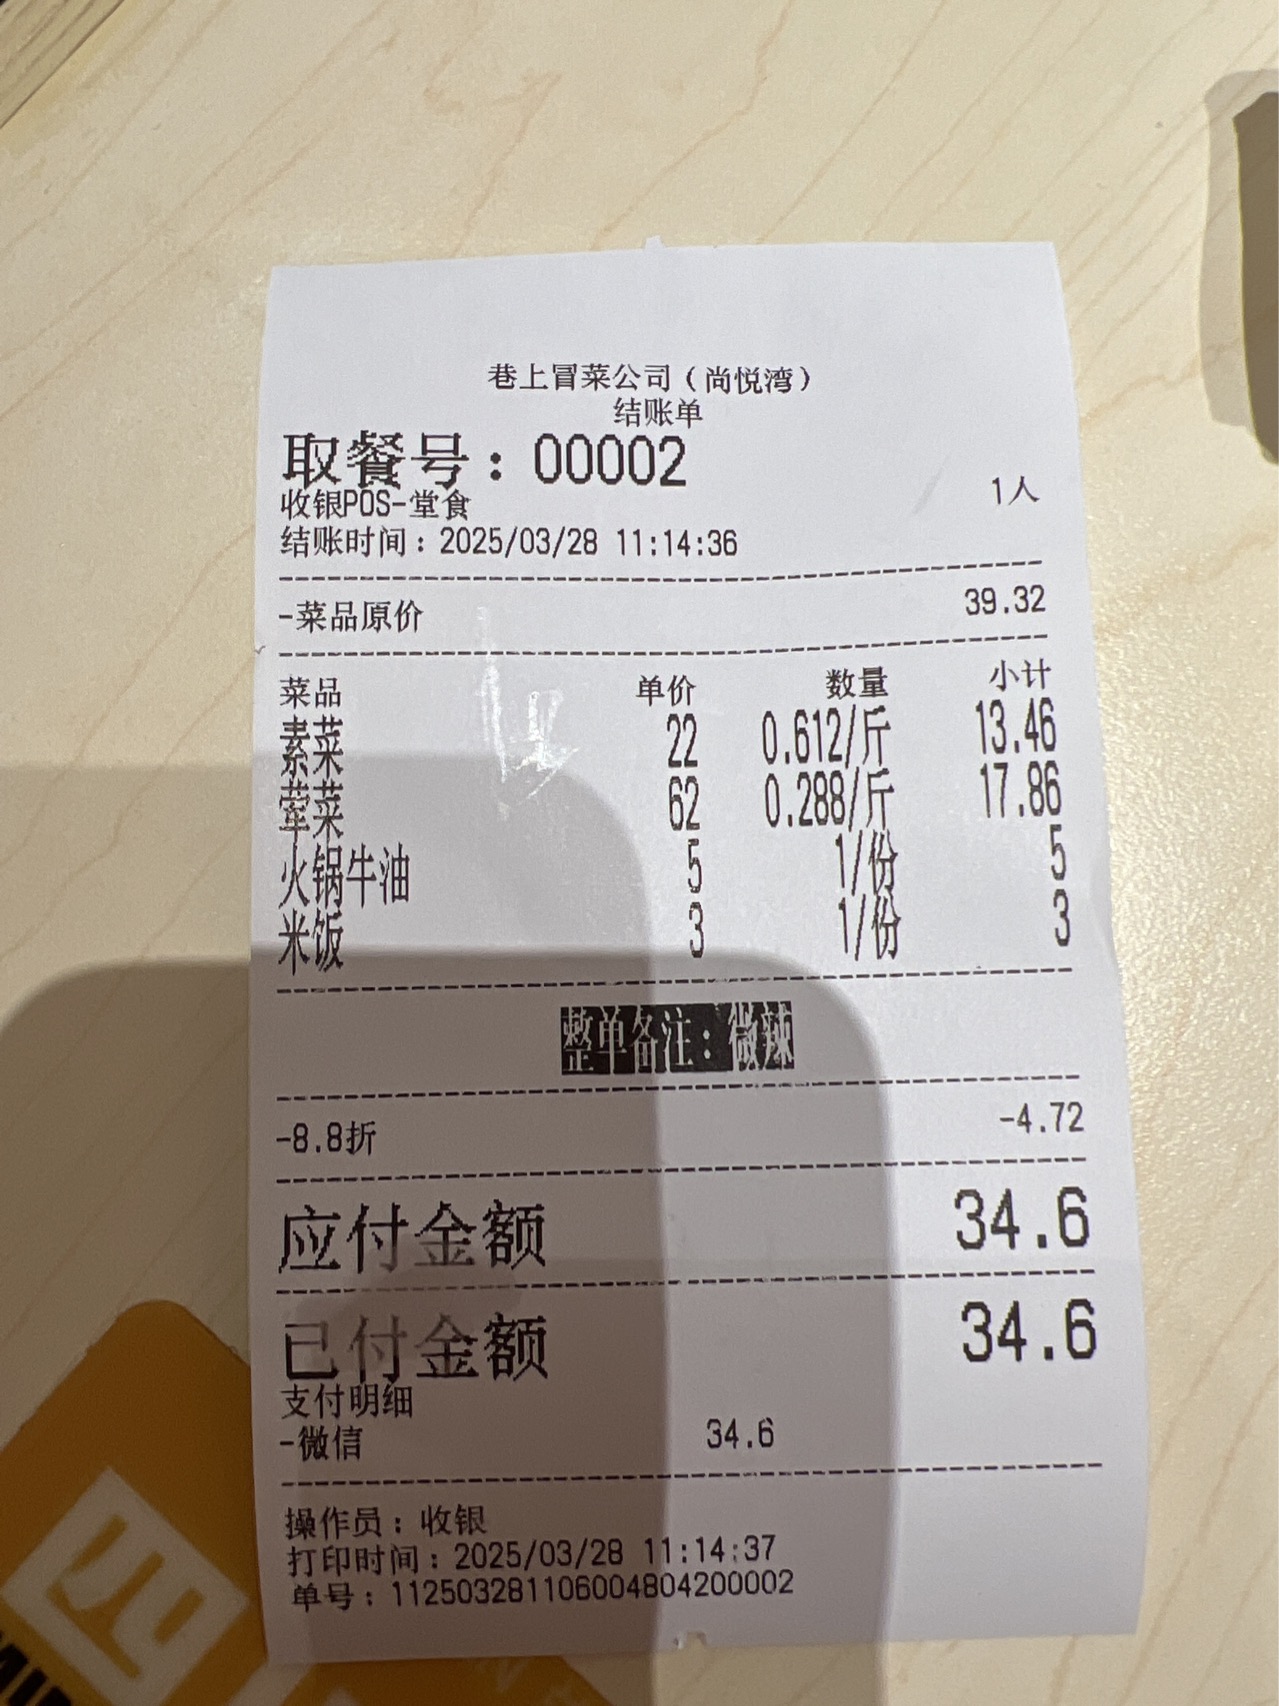 巷上冒菜公司（尚悦湾）
结账单
取餐号：00002
收银POS-堂食 1人
结账时间：2025/03/28 11:14:36
-菜品原价 39.32
菜品 单价 数量 小计
素菜 22 0.612/斤 13.46
荤菜 62 0.288/斤 17.86
火锅牛油 5 1/份 5
米饭 3 1/份 3
整单备注：微辣
-8.8折 -4.72
应付金额 34.6
已付金额 34.6
支付明细
-微信 34.6
操作员：收银
打印时间：2025/03/28 11:14:37
单号：112503281106004804200002